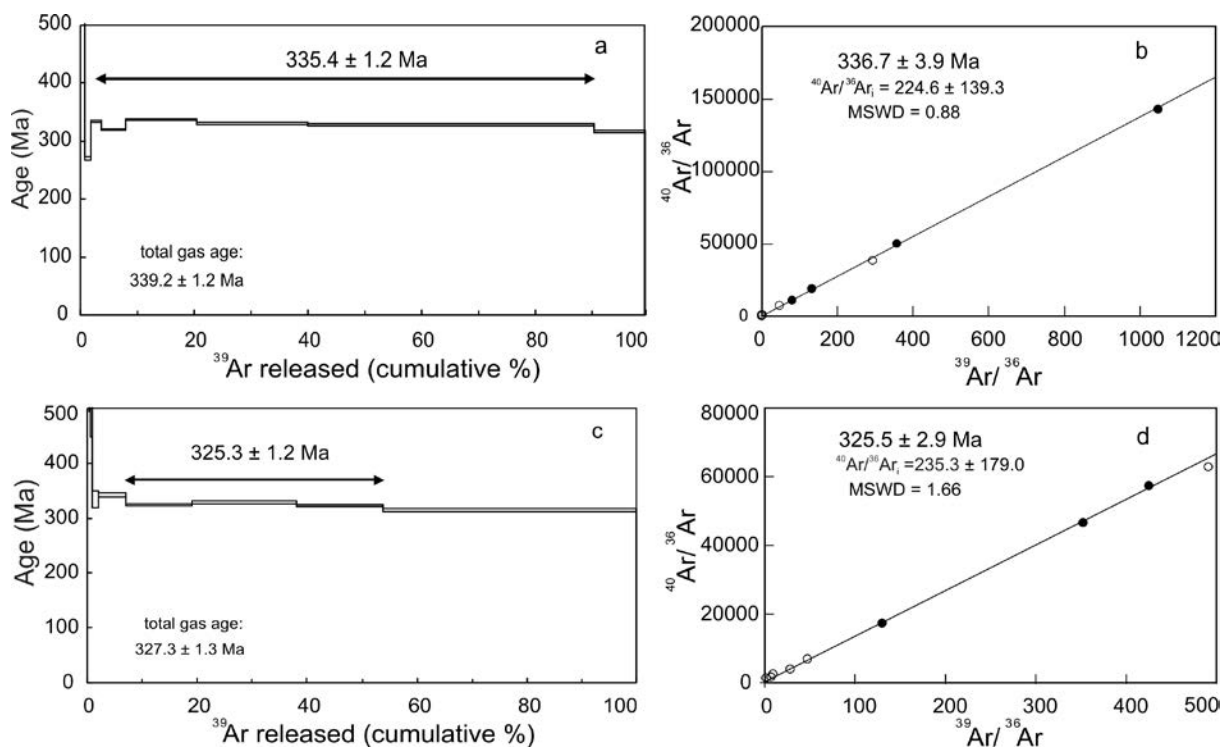 a
335.4 ± 1.2 Ma
500
400
300
200
100
0
Age (Ma)
total gas age:
339.2 ± 1.2 Ma
0 20 40 60 80 100
³⁹Ar released (cumulative %)
b
336.7 ± 3.9 Ma
⁴⁰Ar/³⁶Arᵢ = 224.6 ± 139.3
MSWD = 0.88
200000
150000
100000
50000
0
⁴⁰Ar/ ³⁶Ar
0 200 400 600 800 1000 1200
³⁹Ar/ ³⁶Ar
c
325.3 ± 1.2 Ma
500
400
300
200
100
0
Age (Ma)
total gas age:
327.3 ± 1.3 Ma
0 20 40 60 80 100
³⁹Ar released (cumulative %)
d
325.5 ± 2.9 Ma
⁴⁰Ar/³⁶Arᵢ =235.3 ± 179.0
MSWD = 1.66
80000
60000
40000
20000
0
⁴⁰Ar/ ³⁶Ar
0 100 200 300 400 500
³⁹Ar/ ³⁶Ar